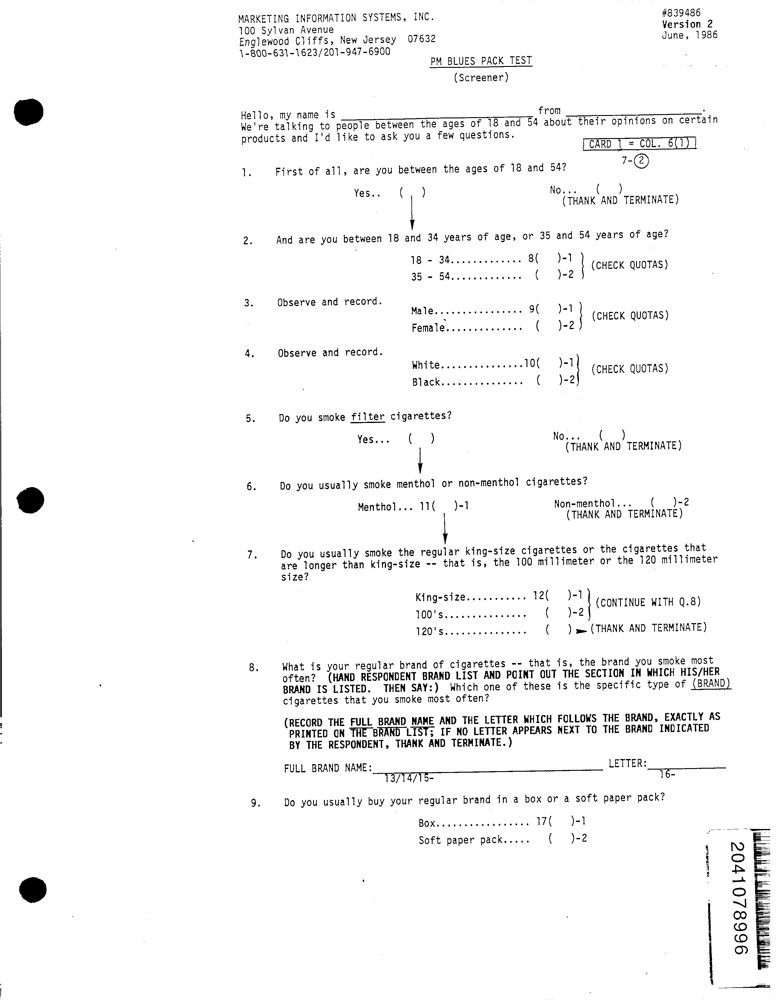 MARKETING INFORMATION SYSTEMS, INC.
100 Sylvan Avenue
Englewood Cliffs, New Jersey 07632
1-800-631-1623/201-947-6900
#839486
Version 2
June, 1986
PM BLUES PACK TEST
(Screener)
Hello, my name is ____________ from ____________.
We're talking to people between the ages of 18 and 54 about their opinions on certain
products and I'd like to ask you a few questions.
CARD 1 = COL. 6(1)
7-2
1. First of all, are you between the ages of 18 and 54?
Yes.. ( ) No... ( )
(THANK AND TERMINATE)
2. And are you between 18 and 34 years of age, or 35 and 54 years of age?
18 - 34............. 8( )-1
35 - 54............. ( )-2
(CHECK QUOTAS)
3. Observe and record.
Male................ 9( )-1
Female.............. ( )-2
(CHECK QUOTAS)
4. Observe and record.
White...............10( )-1
Black............... ( )-2
(CHECK QUOTAS)
5. Do you smoke filter cigarettes?
Yes... ( ) No... ( )
(THANK AND TERMINATE)
6. Do you usually smoke menthol or non-menthol cigarettes?
Menthol... 11( )-1 Non-menthol... ( )-2
(THANK AND TERMINATE)
7. Do you usually smoke the regular king-size cigarettes or the cigarettes that
are longer than king-size -- that is, the 100 millimeter or the 120 millimeter
size?
King-size........... 12( )-1
100's............... ( )-2
(CONTINUE WITH Q.8)
120's............... ( ) (THANK AND TERMINATE)
8. What is your regular brand of cigarettes -- that is, the brand you smoke most
often? (HAND RESPONDENT BRAND LIST AND POINT OUT THE SECTION IN WHICH HIS/HER
BRAND IS LISTED. THEN SAY:) Which one of these is the specific type of (BRAND)
cigarettes that you smoke most often?
(RECORD THE FULL BRAND NAME AND THE LETTER WHICH FOLLOWS THE BRAND, EXACTLY AS
PRINTED ON THE BRAND LIST; IF NO LETTER APPEARS NEXT TO THE BRAND INDICATED
BY THE RESPONDENT, THANK AND TERMINATE.)
FULL BRAND NAME: ____________ LETTER: ____________
13/14/15- 16-
9. Do you usually buy your regular brand in a box or a soft paper pack?
Box................. 17( )-1
Soft paper pack..... ( )-2
2041078996